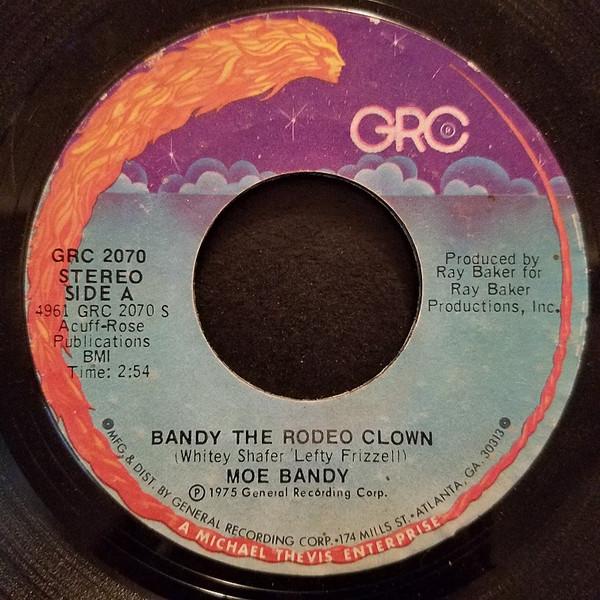 GRC ®
GRC 2070
STEREO
SIDE A
4961 GRC 2070 S
Acuff-Rose
Publications
BMI
Time: 2:54
Produced by
Ray Baker for
Ray Baker
Productions, Inc.
BANDY THE RODEO CLOWN
(Whitey Shafer Lefty Frizzell)
MOE BANDY
℗ 1975 General Recording Corp.
MFG. & DIST. BY GENERAL RECORDING CORP. • 174 MILLS ST. • ATLANTA, GA. 30313
A MICHAEL THEVIS ENTERPRISE